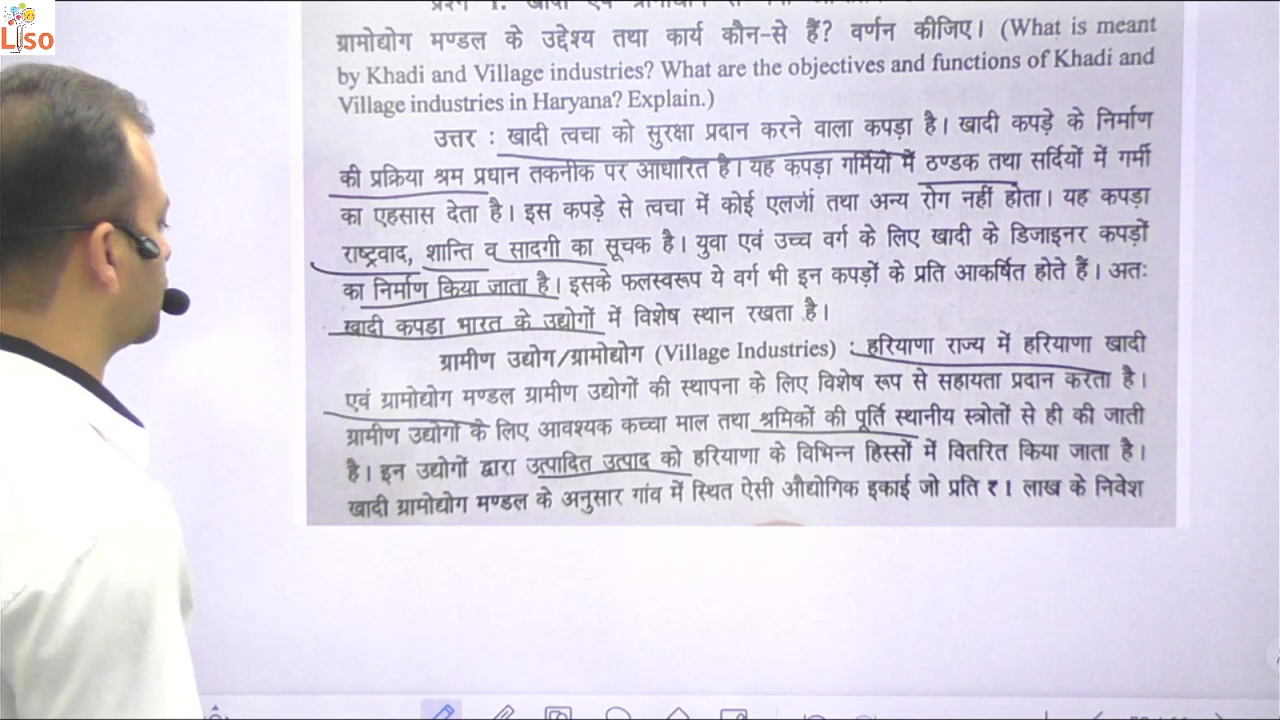 Liso
ग्रामोद्योग मण्डल के उद्देश्य तथा कार्य कौन-से हैं? वर्णन कीजिए। (What is meant
by Khadi and Village industries? What are the objectives and functions of Khadi and
Village industries in Haryana? Explain.)
उत्तर : खादी त्वचा को सुरक्षा प्रदान करने वाला कपड़ा है। खादी कपड़े के निर्माण
की प्रक्रिया श्रम प्रधान तकनीक पर आधारित है। यह कपड़ा गर्मियों में ठण्डक तथा सर्दियों में गर्मी
का एहसास देता है। इस कपड़े से त्वचा में कोई एलर्जी तथा अन्य रोग नहीं होता। यह कपड़ा
राष्ट्रवाद, शान्ति व सादगी का सूचक है। युवा एवं उच्च वर्ग के लिए खादी के डिजाइनर कपड़ों
का निर्माण किया जाता है। इसके फलस्वरूप ये वर्ग भी इन कपड़ों के प्रति आकर्षित होते हैं। अतः
खादी कपड़ा भारत के उद्योगों में विशेष स्थान रखता है।
ग्रामीण उद्योग/ग्रामोद्योग (Village Industries) : हरियाणा राज्य में हरियाणा खादी
एवं ग्रामोद्योग मण्डल ग्रामीण उद्योगों की स्थापना के लिए विशेष रूप से सहायता प्रदान करता है।
ग्रामीण उद्योगों के लिए आवश्यक कच्चा माल तथा श्रमिकों की पूर्ति स्थानीय स्त्रोतों से ही की जाती
है। इन उद्योगों द्वारा उत्पादित उत्पाद को हरियाणा के विभिन्न हिस्सों में वितरित किया जाता है।
खादी ग्रामोद्योग मण्डल के अनुसार गांव में स्थित ऐसी औद्योगिक इकाई जो प्रति ₹ 1 लाख के निवेश